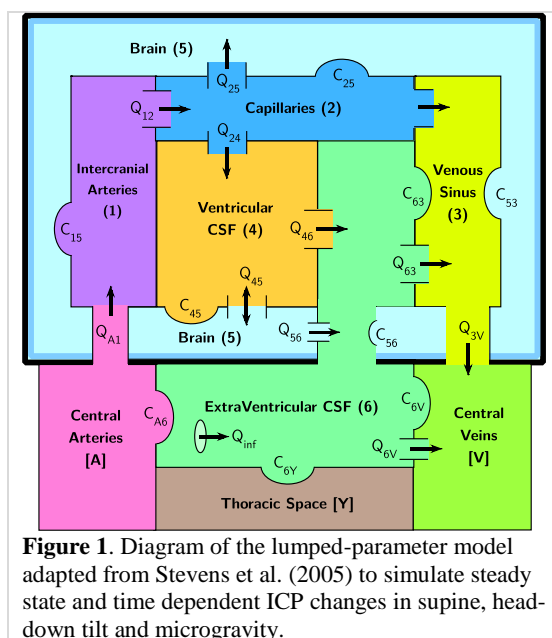 Brain (5)
Q25
C25
Q12
Capillaries (2)
Q24
Intercranial
Arteries
(1)
Ventricular
CSF (4)
Venous
Sinus
(3)
C63
C53
C15
Q46
Q63
Q45
C45
Brain (5)
Q56
C56
QA1
Q3V
Central
Arteries
[A]
CA6
ExtraVentricular CSF (6)
C6V
Central
Veins
[V]
Qinf
Q6V
C6Y
Thoracic Space [Y]
Figure 1. Diagram of the lumped-parameter model
adapted from Stevens et al. (2005) to simulate steady
state and time dependent ICP changes in supine, head-
down tilt and microgravity.